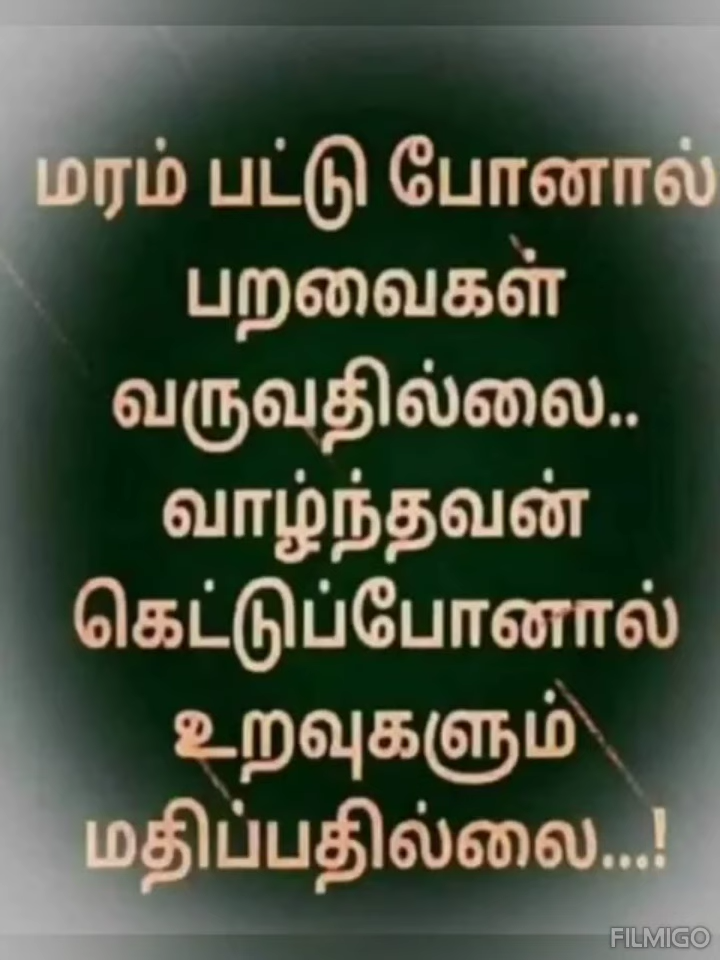 மரம் பட்டு போனால்
பறவைகள்
வருவதில்லை..
வாழ்ந்தவன்
கெட்டுப்போனால்
உறவுகளும்
மதிப்பதில்லை...!
FILMIGO